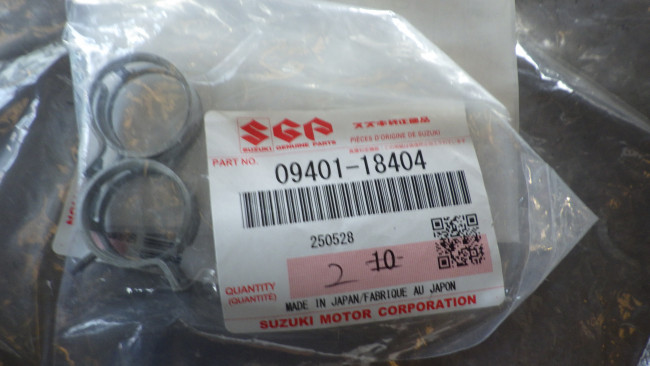 SGP
SUZUKI GENUINE PARTS
スズキ純正部品
PIÈCES D'ORIGINE DE SUZUKI
PART NO. 09401-18404
250528
QUANTITY
(QUANTITÉ)
2 10
MADE IN JAPAN/FABRIQUE AU JAPON
SUZUKI MOTOR CORPORATION